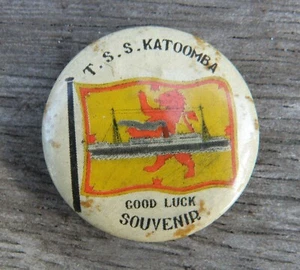 T. S. S. KATOOMBA
GOOD LUCK
SOUVENIR.